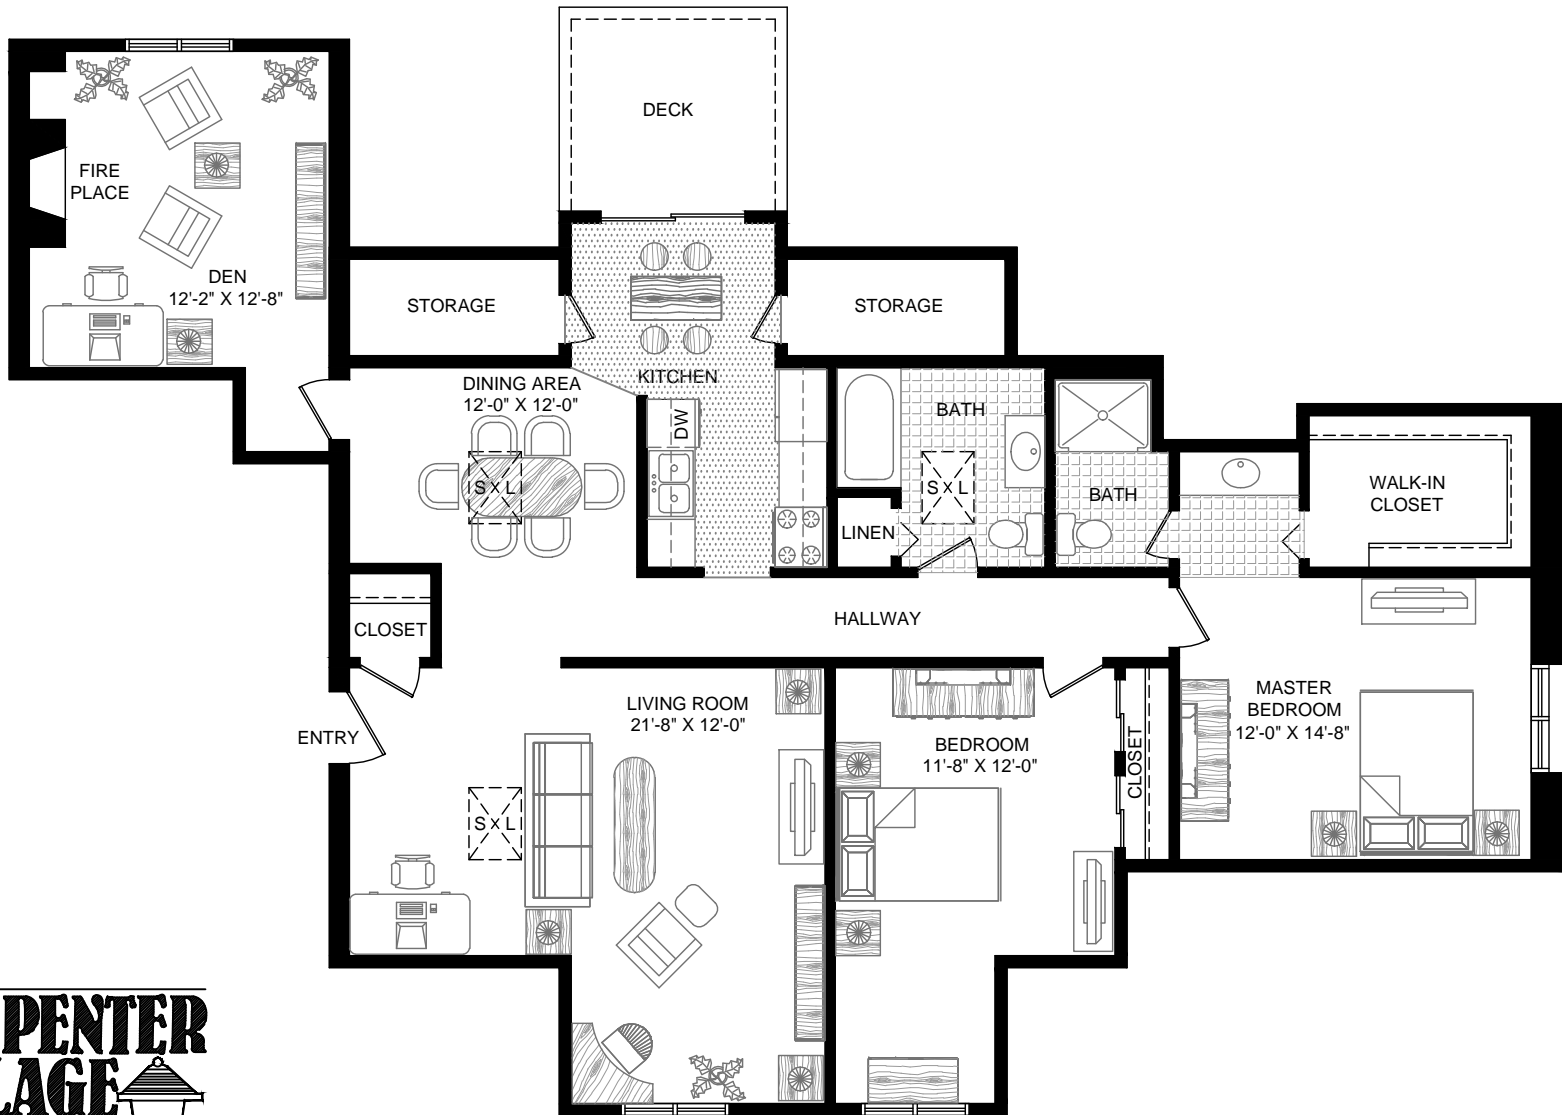 DECK
FIRE
PLACE
DEN
12'-2" X 12'-8"
STORAGE
STORAGE
DINING AREA
12'-0" X 12'-0"
KITCHEN
DW
BATH
S L
S L
LINEN
BATH
WALK-IN
CLOSET
CLOSET
HALLWAY
ENTRY
LIVING ROOM
21'-8" X 12'-0"
S L
BEDROOM
11'-8" X 12'-0"
CLOSET
MASTER
BEDROOM
12'-0" X 14'-8"
PENTER
LAGE